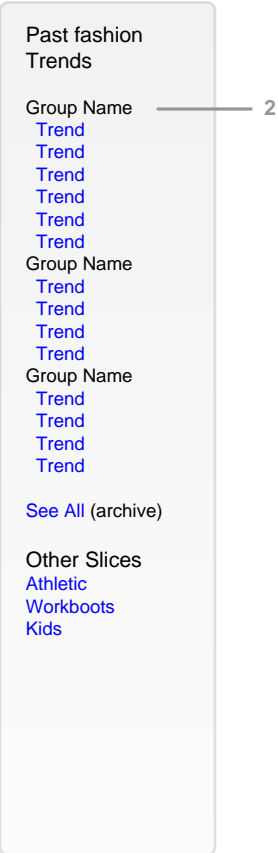 Past fashion
Trends
Group Name
2
Trend
Trend
Trend
Trend
Trend
Trend
Group Name
Trend
Trend
Trend
Trend
Group Name
Trend
Trend
Trend
Trend
See All (archive)
Other Slices
Athletic
Workboots
Kids